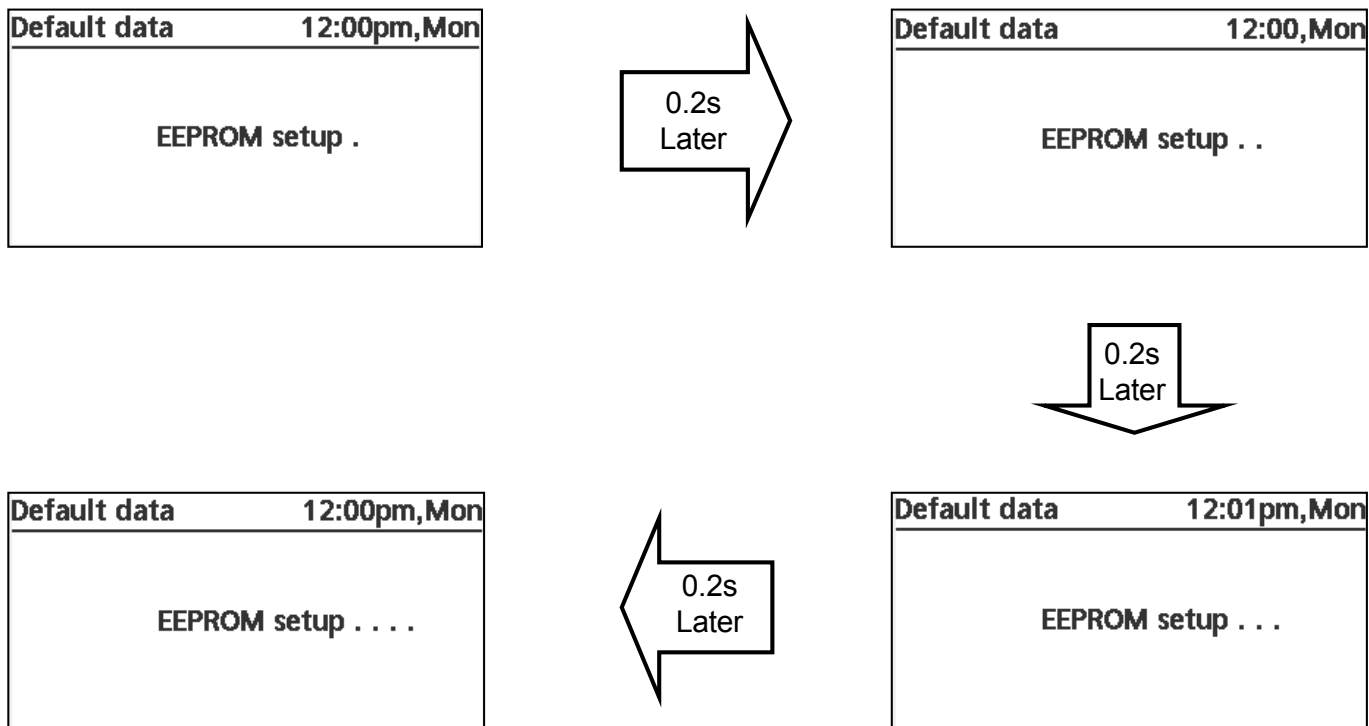 Default data 12:00pm,Mon
EEPROM setup .
0.2s
Later
Default data 12:00,Mon
EEPROM setup . .
0.2s
Later
Default data 12:01pm,Mon
EEPROM setup . . .
0.2s
Later
Default data 12:00pm,Mon
EEPROM setup . . . .